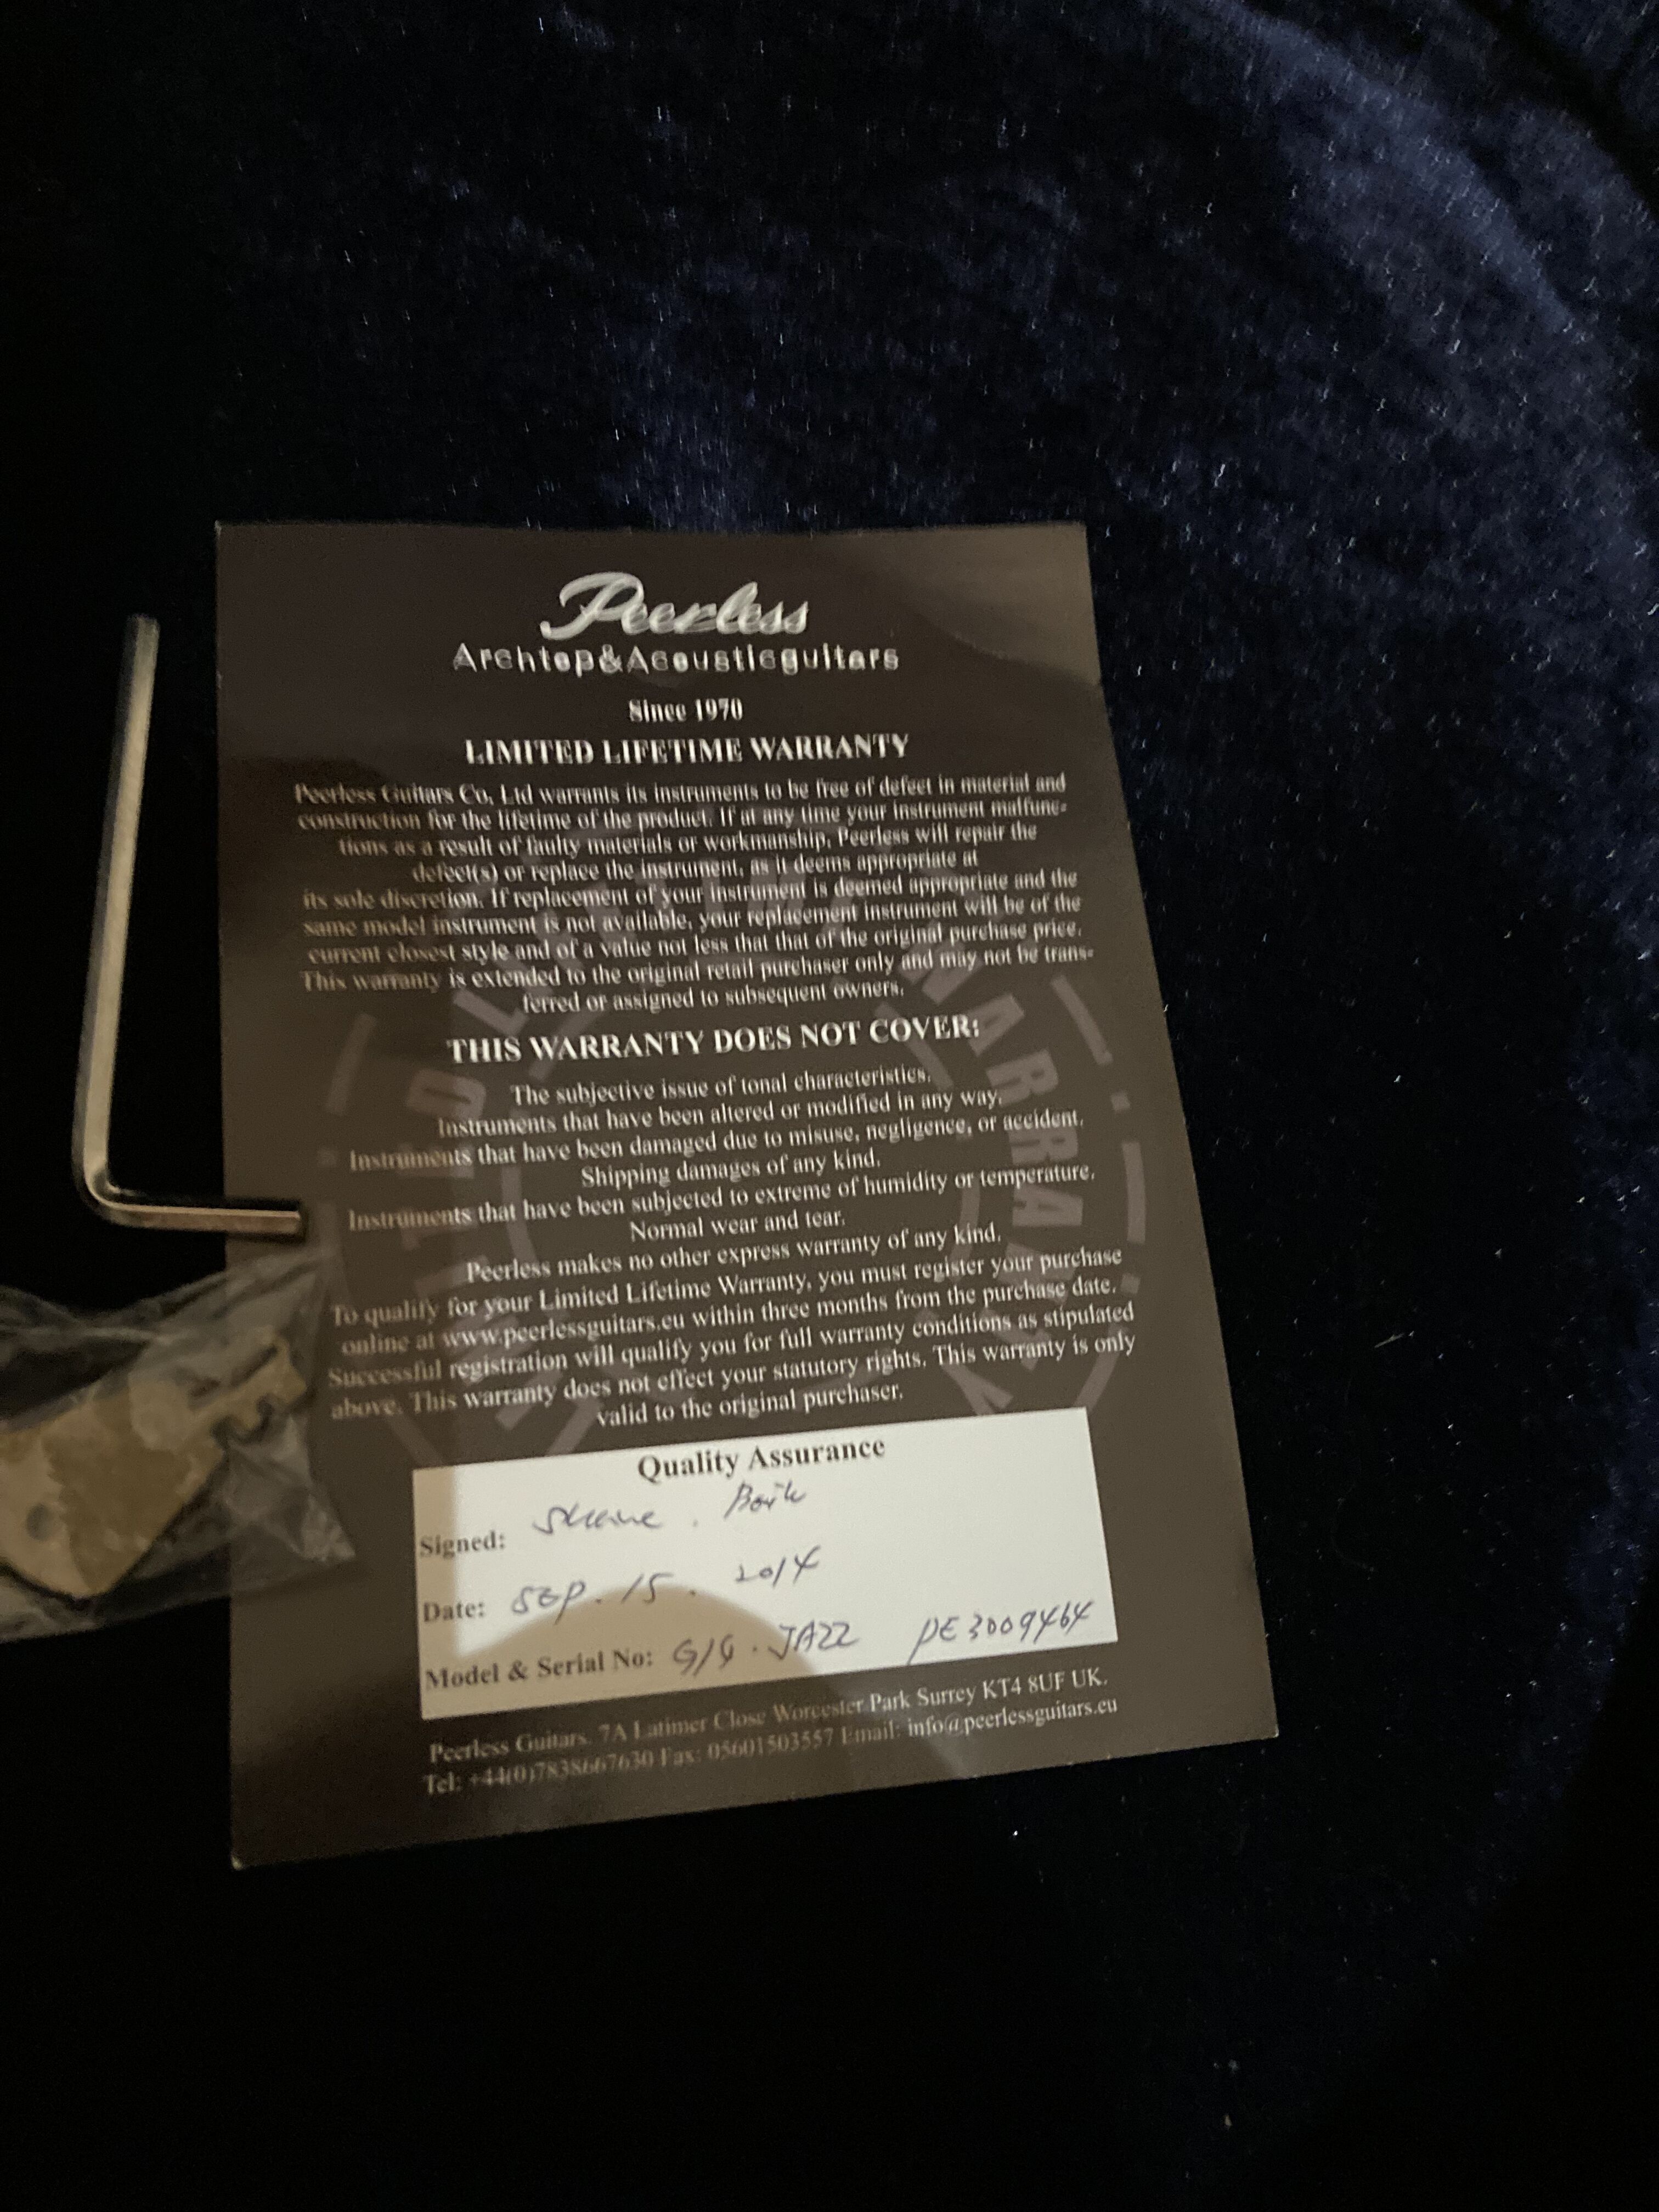 Peerless
Archtop&Acousticguitars
Since 1970
LIMITED LIFETIME WARRANTY
Peerless Guitars Co, Ltd warrants its instruments to be free of defect in material and
construction for the lifetime of the product. If at any time your instrument malfunc-
tions as a result of faulty materials or workmanship, Peerless will repair the
defect(s) or replace the instrument, as it deems appropriate at
its sole discretion. If replacement of your instrument is deemed appropriate and the
same model instrument is not available, your replacement instrument will be of the
current closest style and of a value not less that that of the original purchase price.
This warranty is extended to the original retail purchaser only and may not be trans-
ferred or assigned to subsequent owners.
THIS WARRANTY DOES NOT COVER:
The subjective issue of tonal characteristics.
Instruments that have been altered or modified in any way.
Instruments that have been damaged due to misuse, negligence, or accident.
Shipping damages of any kind.
Instruments that have been subjected to extreme of humidity or temperature.
Normal wear and tear.
Peerless makes no other express warranty of any kind.
To qualify for your Limited Lifetime Warranty, you must register your purchase
online at www.peerlessguitars.eu within three months from the purchase date.
Successful registration will qualify you for full warranty conditions as stipulated
above. This warranty does not effect your statutory rights. This warranty is only
valid to the original purchaser.
LIMITED LIFETIME WARRANTY
Quality Assurance
Signed:
Date: SEP. 15. 2014
Model & Serial No: GIG. JAZZ PE3009464
Peerless Guitars. 7A Latimer Close Worcester Park Surrey KT4 8UF UK.
Tel: +44(0)7838667630 Fax: 05601503557 Email: info@peerlessguitars.eu